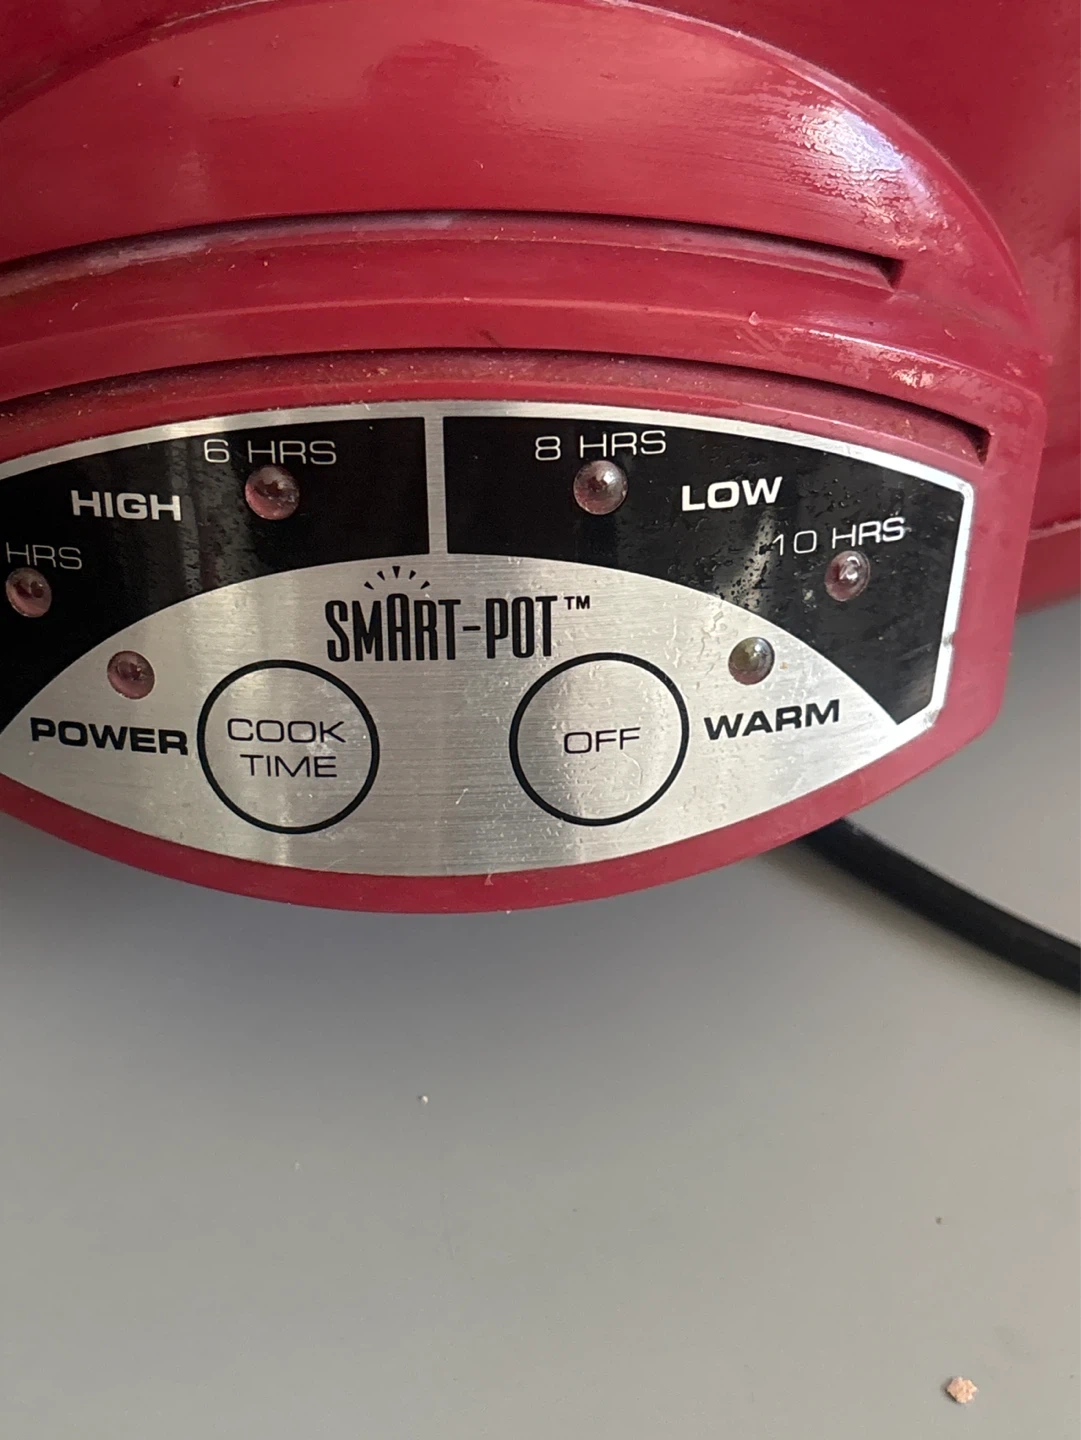 6 HRS
8 HRS
HIGH
LOW
HRS
10 HRS
SMART-POT™
POWER
COOK
TIME
OFF
WARM